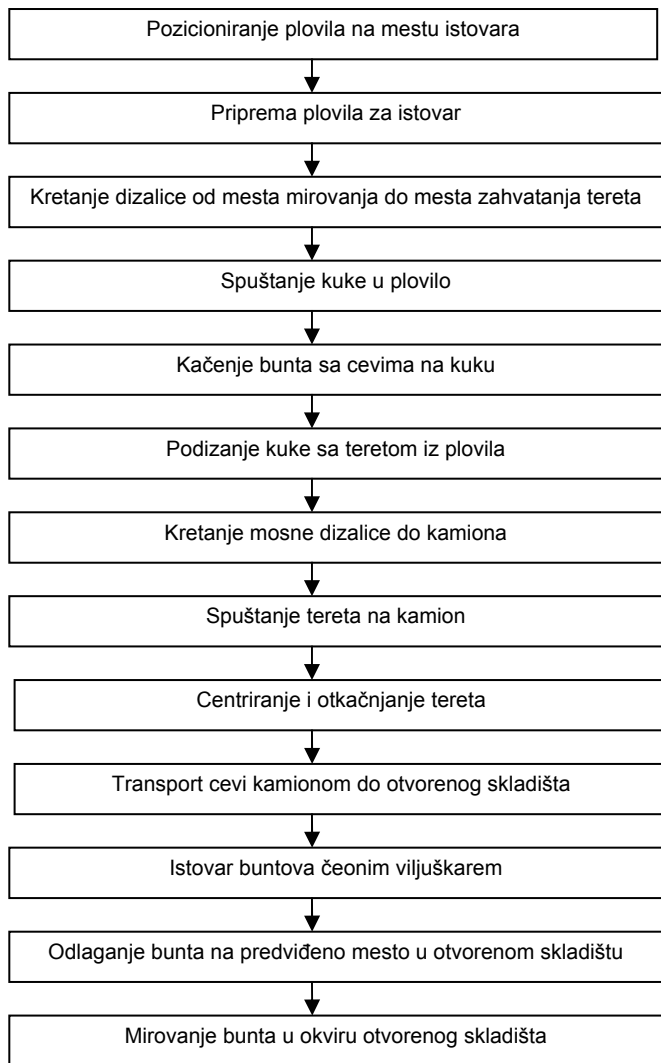 Pozicioniranje plovila na mestu istovara
Priprema plovila za istovar
Kretanje dizalice od mesta mirovanja do mesta zahvatanja tereta
Spuštanje kuke u plovilo
Kačenje bunta sa cevima na kuku
Podizanje kuke sa teretom iz plovila
Kretanje mosne dizalice do kamiona
Spuštanje tereta na kamion
Centriranje i otkačnjanje tereta
Transport cevi kamionom do otvorenog skladišta
Istovar buntova čeonim viljuškarem
Odlaganje bunta na predviđeno mesto u otvorenom skladištu
Mirovanje bunta u okviru otvorenog skladišta